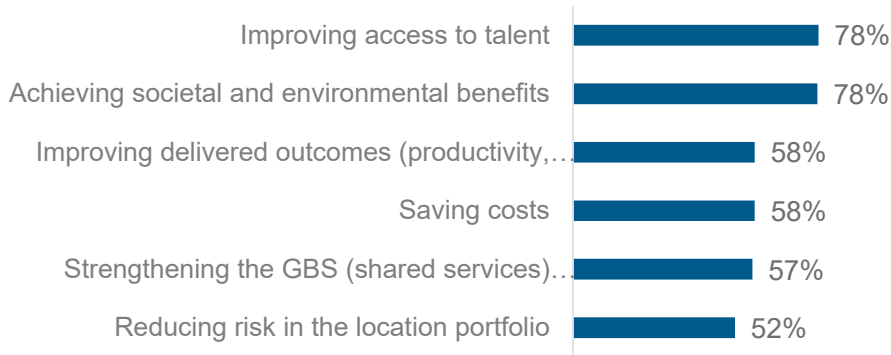 Improving access to talent 78%
Achieving societal and environmental benefits 78%
Improving delivered outcomes (productivity,… 58%
Saving costs 58%
Strengthening the GBS (shared services)… 57%
Reducing risk in the location portfolio 52%